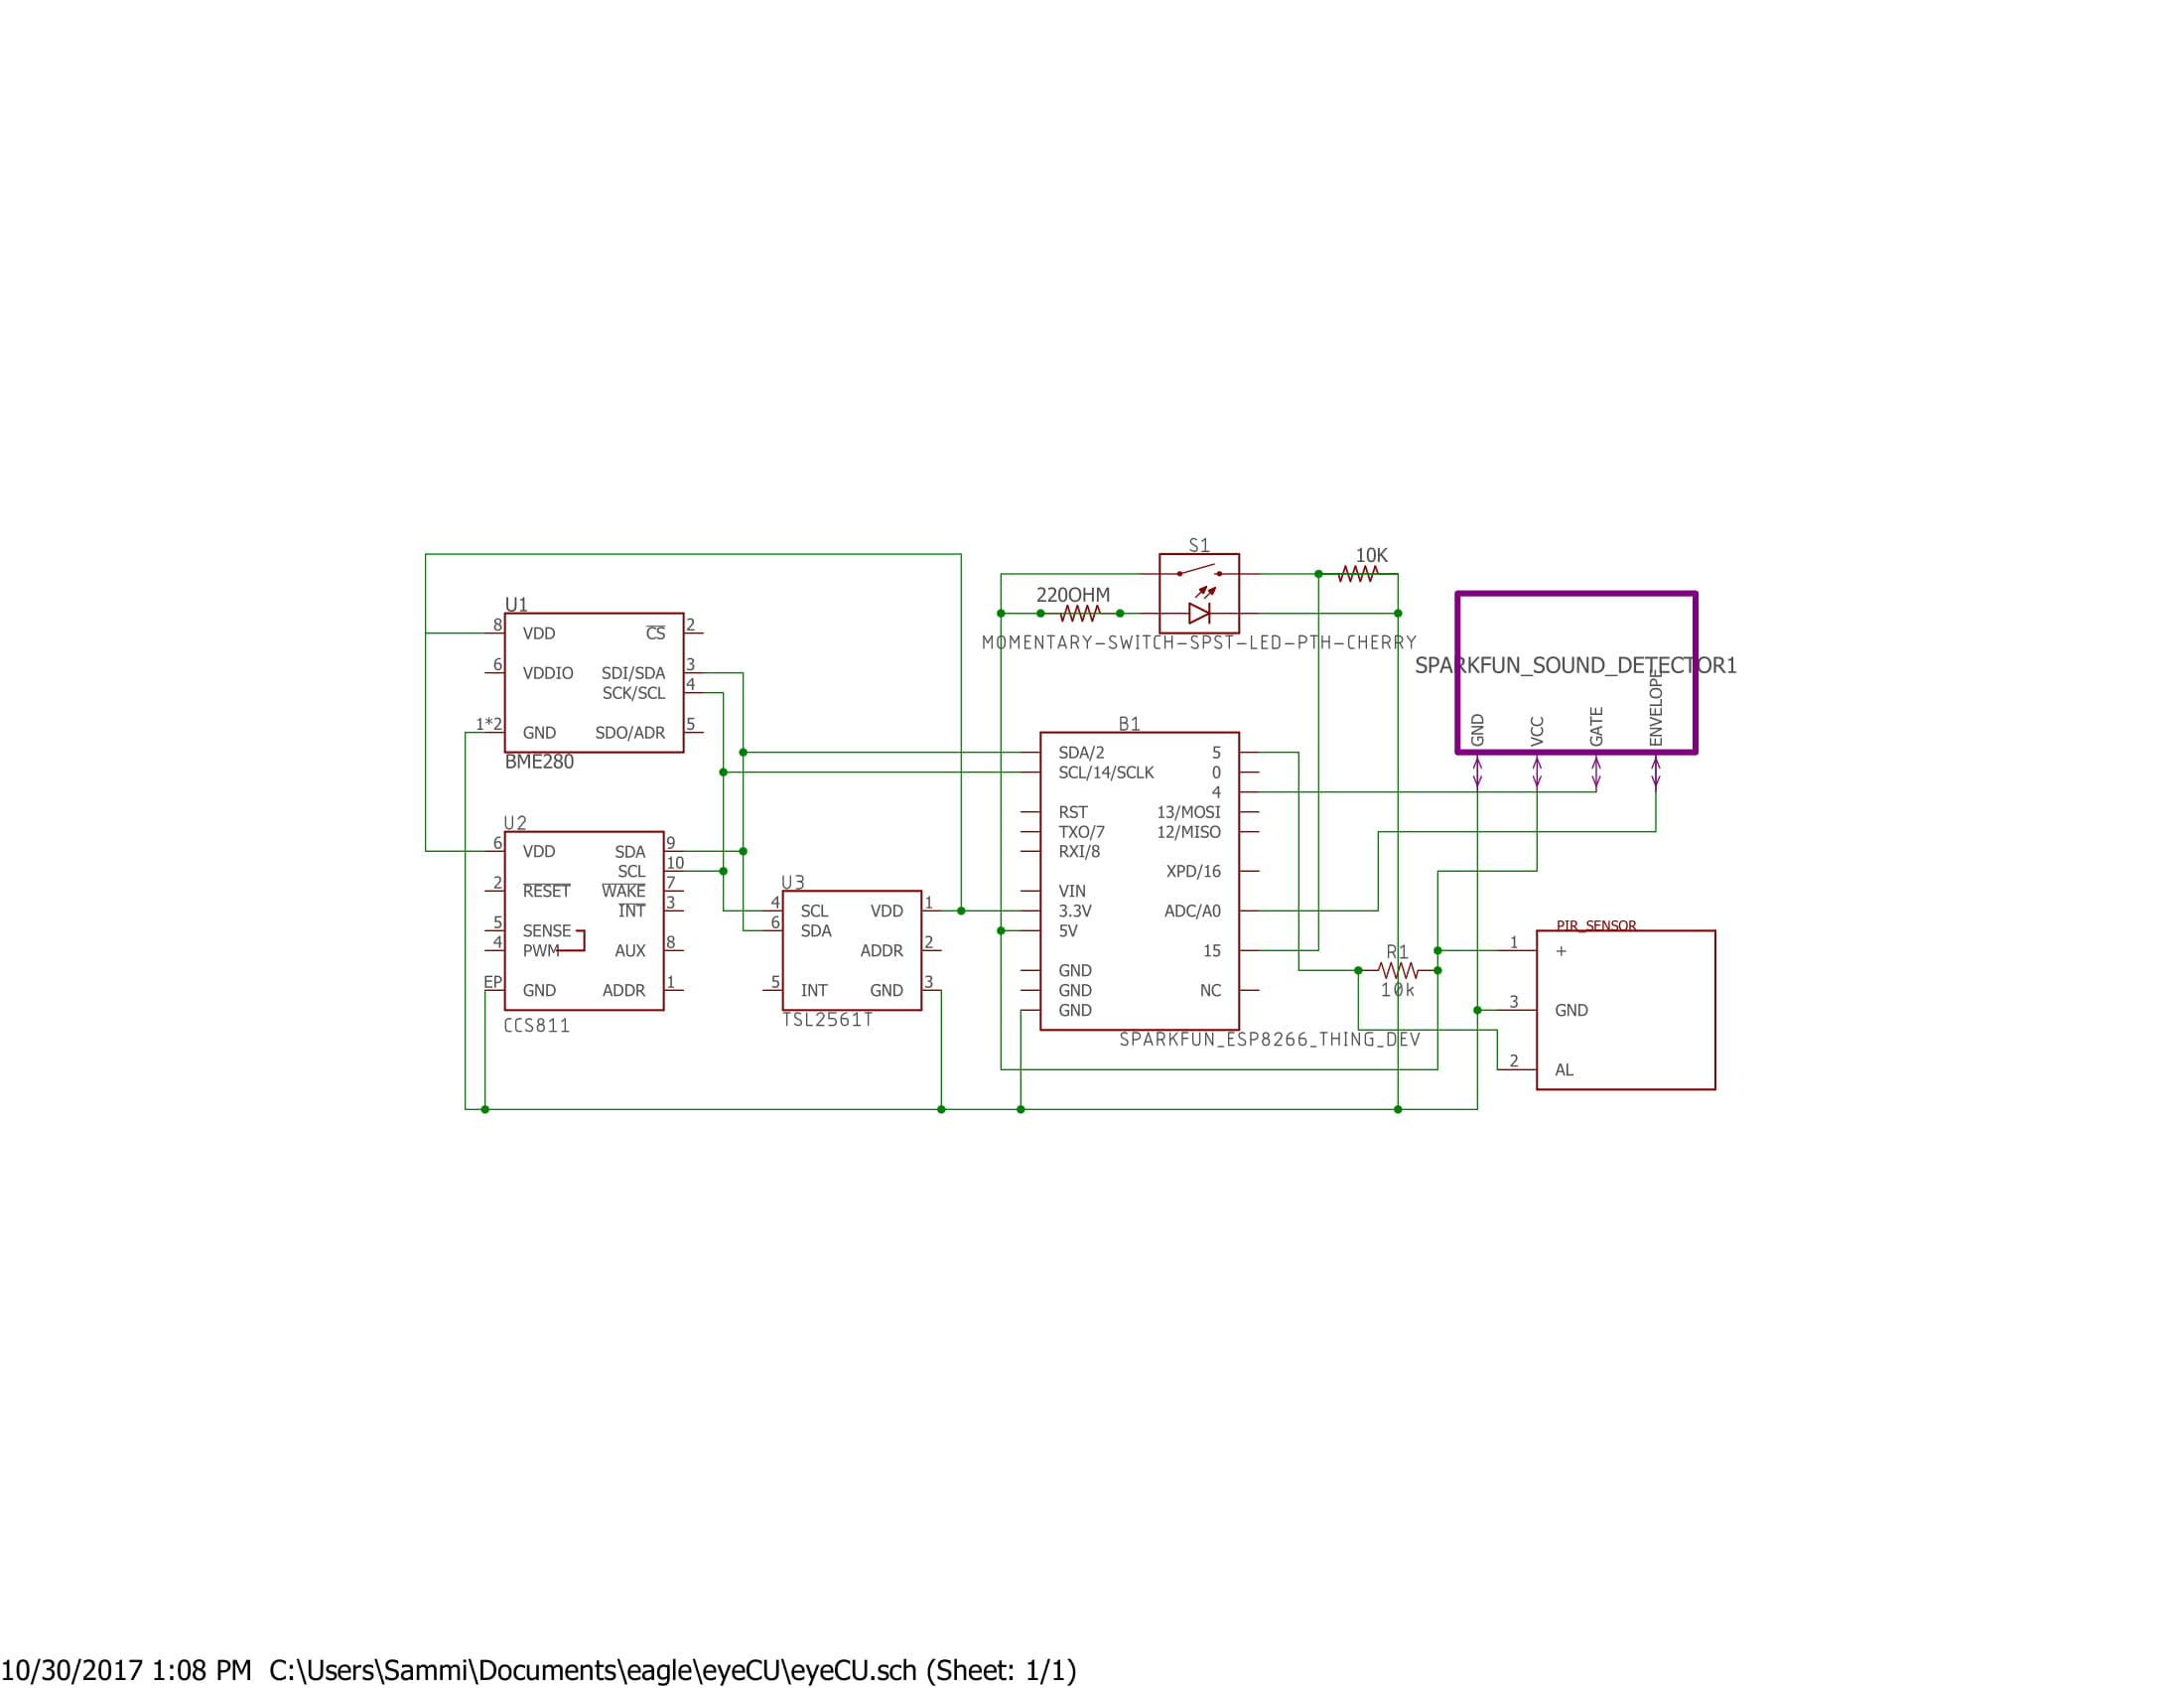 S1
10K
220OHM
MOMENTARY-SWITCH-SPST-LED-PTH-CHERRY
U1
8 VDD CS 2
6 VDDIO SDI/SDA 3
SCK/SCL 4
1*2 GND SDO/ADR 5
BME280
SPARKFUN_SOUND_DETECTOR1
GND VCC GATE ENVELOPE
B1
SDA/2 5
SCL/14/SCLK 0
4
RST 13/MOSI
TXO/7 12/MISO
RXI/8
XPD/16
VIN
3.3V ADC/A0
5V
15
GND
GND NC
GND
SPARKFUN_ESP8266_THING_DEV
U2
6 VDD SDA 9
SCL 10
2 RESET WAKE 7
INT 3
5 SENSE
4 PWM AUX 8
EP GND ADDR 1
CCS811
U3
4 SCL VDD 1
6 SDA
ADDR 2
5 INT GND 3
TSL2561T
R1
10k
PIR_SENSOR
1 +
3 GND
2 AL
10/30/2017 1:08 PM C:\Users\Sammi\Documents\eagle\eyeCU\eyeCU.sch (Sheet: 1/1)